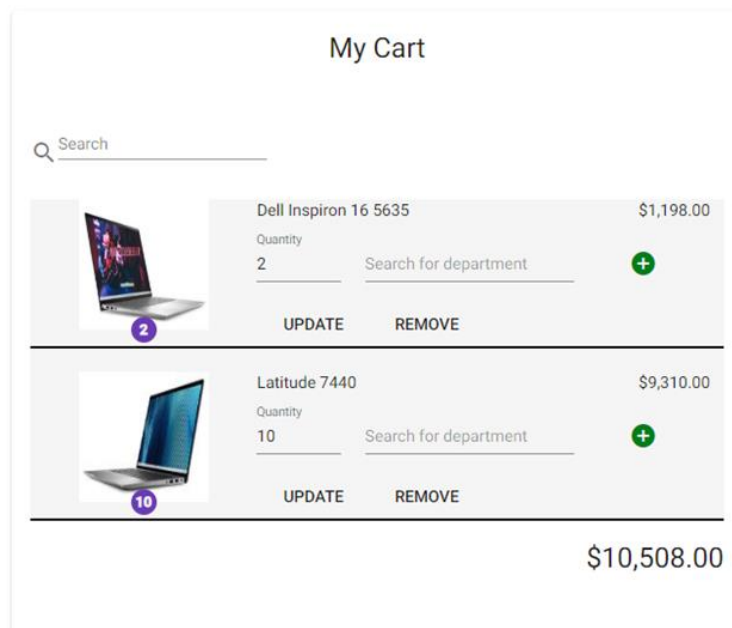 My Cart
Search
Dell Inspiron 16 5635 $1,198.00
Quantity
2 Search for department
2
UPDATE REMOVE
Latitude 7440 $9,310.00
Quantity
10 Search for department
10
UPDATE REMOVE
$10,508.00